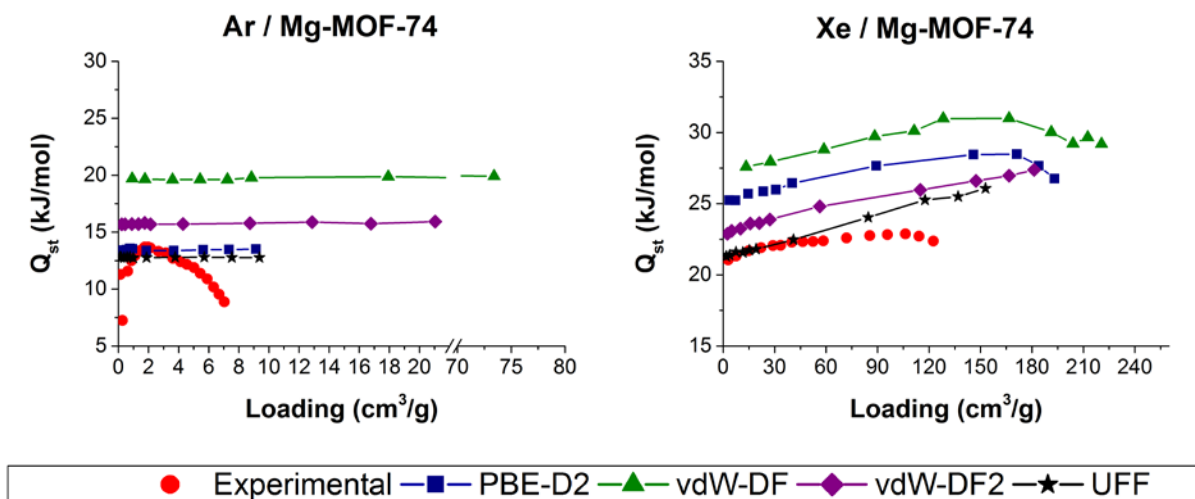 Ar / Mg-MOF-74
30
25
20
15
10
5
Qst (kJ/mol)
0 2 4 6 8 10 12 14 16 18 20 22 70 75 80
Loading (cm³/g)
Xe / Mg-MOF-74
35
30
25
20
15
Qst (kJ/mol)
0 30 60 90 120 150 180 210 240
Loading (cm³/g)
Experimental PBE-D2 vdW-DF vdW-DF2 UFF